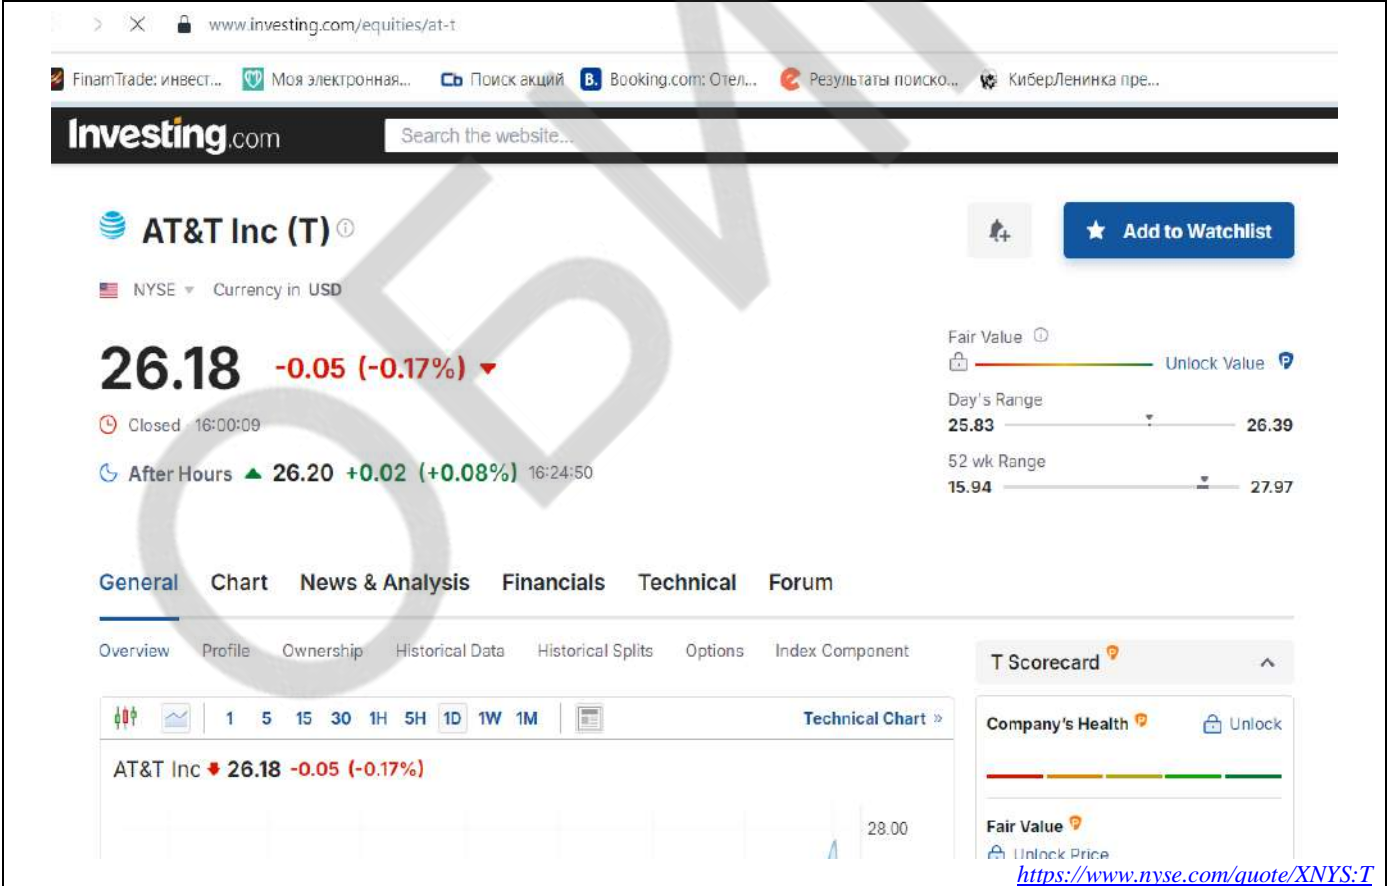 www.investing.com/equities/at-t
FinamTrade: инвест... Моя электронная... Поиск акций B. Booking.com: Отел... Результаты поиско... КиберЛенинка пре...
Investing.com Search the website...
AT&T Inc (T)
Add to Watchlist
NYSE Currency in USD
26.18 -0.05 (-0.17%)
Closed 16:00:09
After Hours 26.20 +0.02 (+0.08%) 16:24:50
Fair Value
Unlock Value
Day's Range
25.83 26.39
52 wk Range
15.94 27.97
General Chart News & Analysis Financials Technical Forum
Overview Profile Ownership Historical Data Historical Splits Options Index Component
1 5 15 30 1H 5H 1D 1W 1M Technical Chart »
AT&T Inc 26.18 -0.05 (-0.17%)
28.00
T Scorecard
Company's Health Unlock
Fair Value
Unlock Price
https://www.nyse.com/quote/XNYS:T